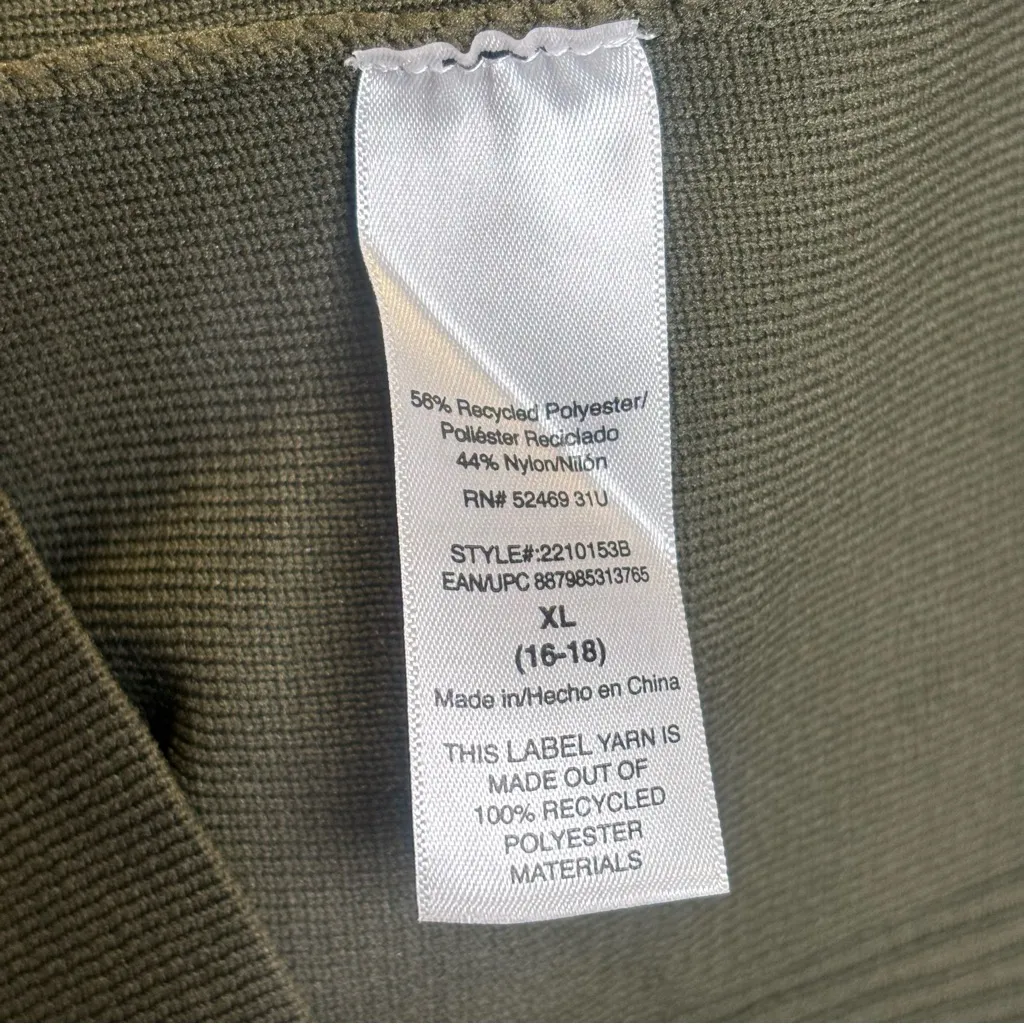 56% Recycled Polyester/
Poliéster Reciclado
44% Nylon/Nilón
RN# 52469 31U
STYLE#:2210153B
EAN/UPC 887985313765
XL
(16-18)
Made in/Hecho en China
THIS LABEL YARN IS
MADE OUT OF
100% RECYCLED
POLYESTER
MATERIALS